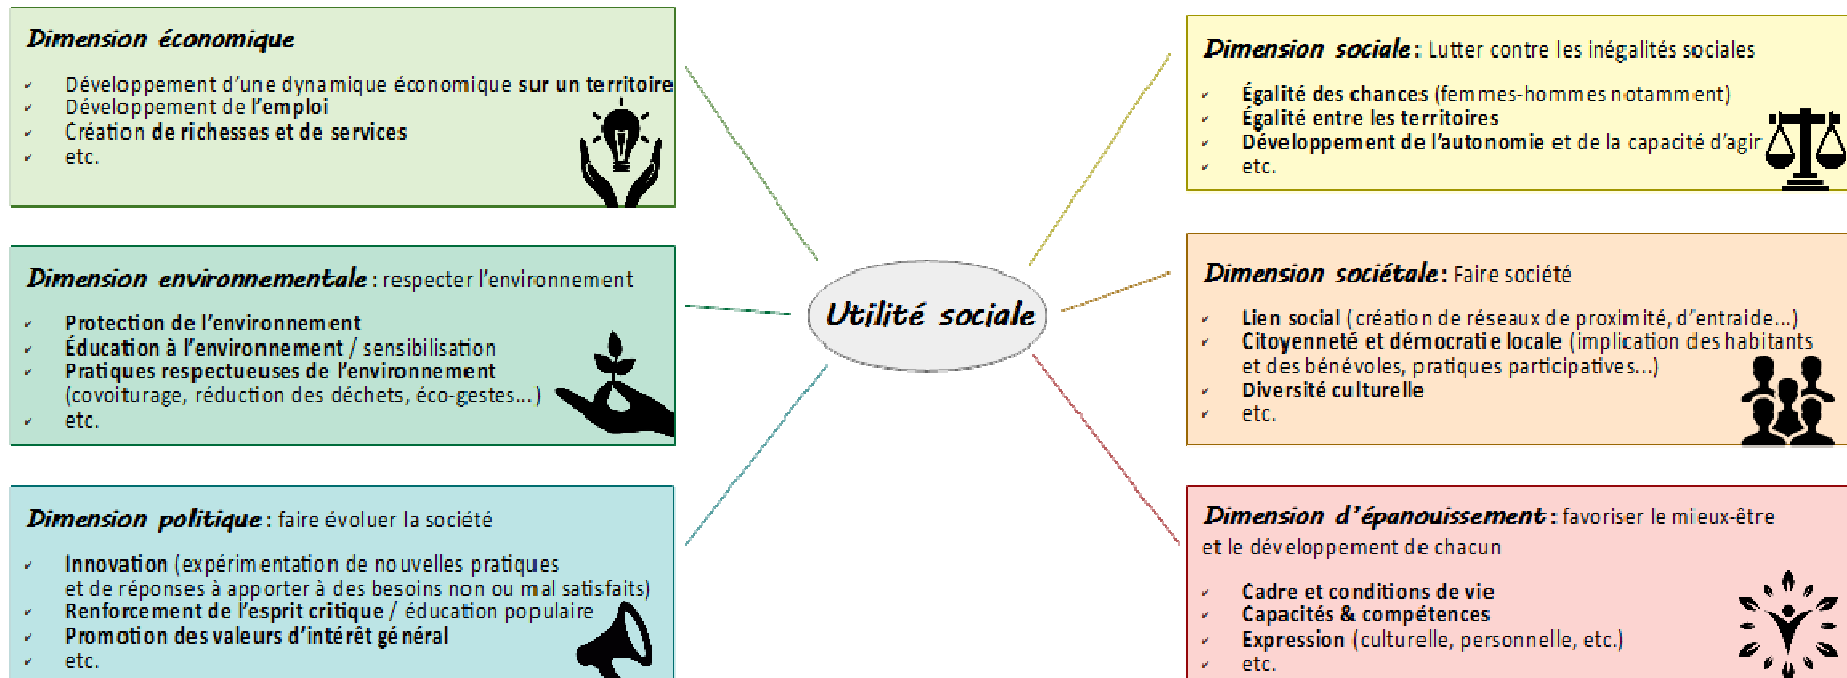 Dimension économique
Développement d'une dynamique économique sur un territoire
Développement de l'emploi
Création de richesses et de services
etc.
Dimension environnementale : respecter l'environnement
Protection de l'environnement
Éducation à l'environnement / sensibilisation
Pratiques respectueuses de l'environnement
(covoiturage, réduction des déchets, éco-gestes...)
etc.
Dimension politique : faire évoluer la société
Innovation (expérimentation de nouvelles pratiques
et de réponses à apporter à des besoins non ou mal satisfaits)
Renforcement de l'esprit critique / éducation populaire
Promotion des valeurs d'intérêt général
etc.
Utilité sociale
Dimension sociale : Lutter contre les inégalités sociales
Égalité des chances (femmes-hommes notamment)
Égalité entre les territoires
Développement de l'autonomie et de la capacité d'agir
etc.
Dimension sociétale : Faire société
Lien social (création de réseaux de proximité, d'entraide...)
Citoyenneté et démocratie locale (implication des habitants
et des bénévoles, pratiques participatives...)
Diversité culturelle
etc.
Dimension d'épanouissement : favoriser le mieux-être
et le développement de chacun
Cadre et conditions de vie
Capacités & compétences
Expression (culturelle, personnelle, etc.)
etc.